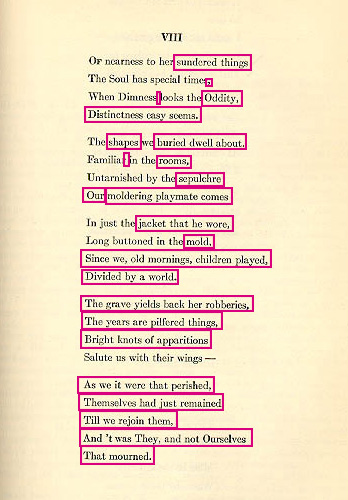 VIII
Of nearness to her sundered things
The Soul has special times,
When Dimness looks the Oddity,
Distinctness easy seems.
The shapes we buried dwell about.
Familiar in the rooms,
Untarnished by the sepulchre
Our moldering playmate comes
In just the jacket that he wore,
Long buttoned in the mold,
Since we, old mornings, children played,
Divided by a world.
The grave yields back her robberies,
The years are pilfered things,
Bright knots of apparitions
Salute us with their wings —
As we it were that perished,
Themselves had just remained
Till we rejoin them,
And 't was They, and not Ourselves
That mourned.